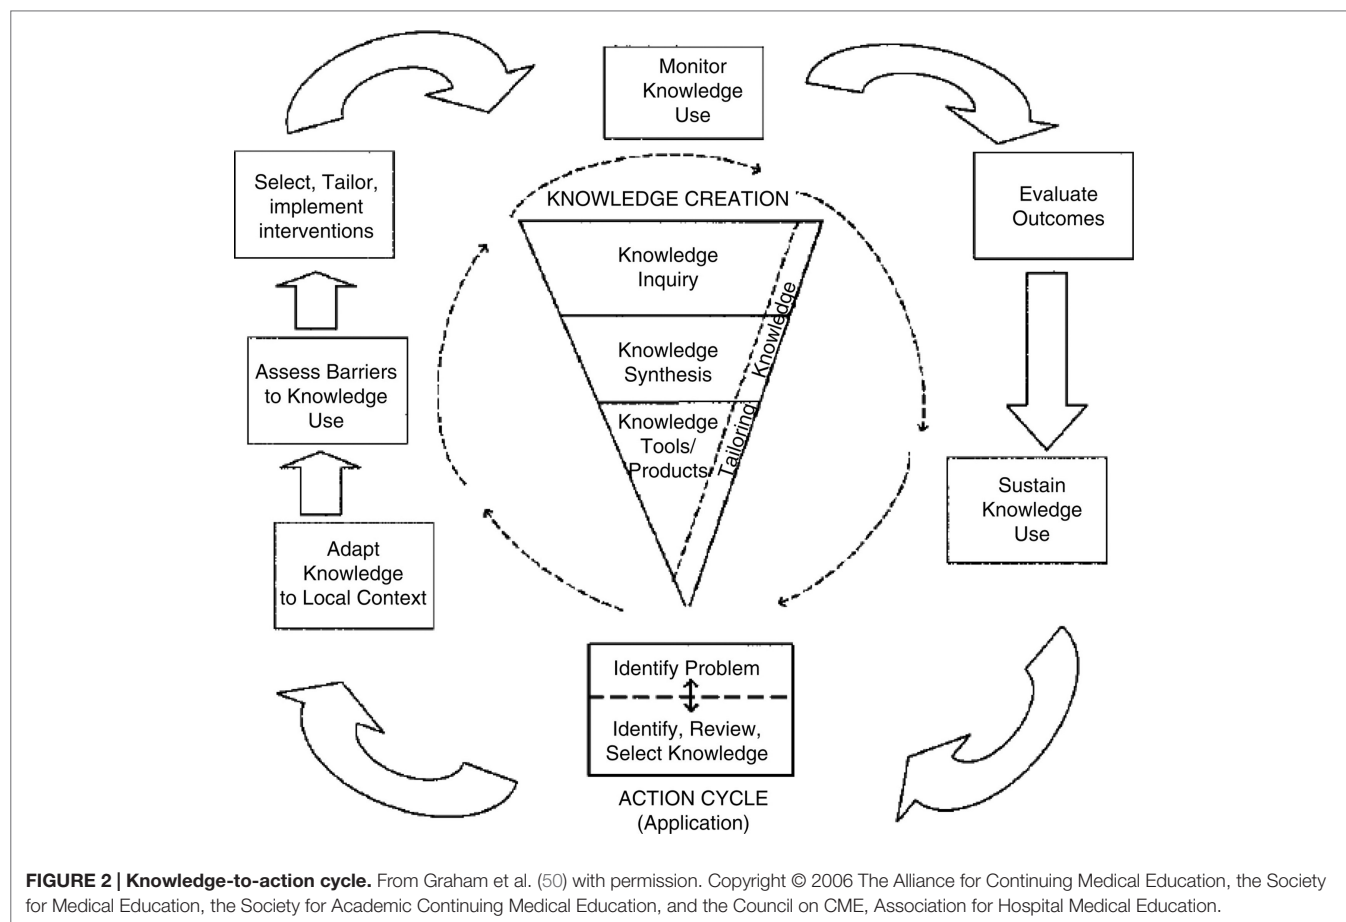 Monitor
Knowledge
Use
Select, Tailor,
implement
interventions
Evaluate
Outcomes
KNOWLEDGE CREATION
Knowledge
Inquiry
Knowledge
Synthesis
Knowledge
Tools/
Products
Tailoring Knowledge
Assess Barriers
to Knowledge
Use
Sustain
Knowledge
Use
Adapt
Knowledge
to Local Context
Identify Problem
Identify, Review,
Select Knowledge
ACTION CYCLE
(Application)
FIGURE 2 | Knowledge-to-action cycle. From Graham et al. (50) with permission. Copyright © 2006 The Alliance for Continuing Medical Education, the Society
for Medical Education, the Society for Academic Continuing Medical Education, and the Council on CME, Association for Hospital Medical Education.